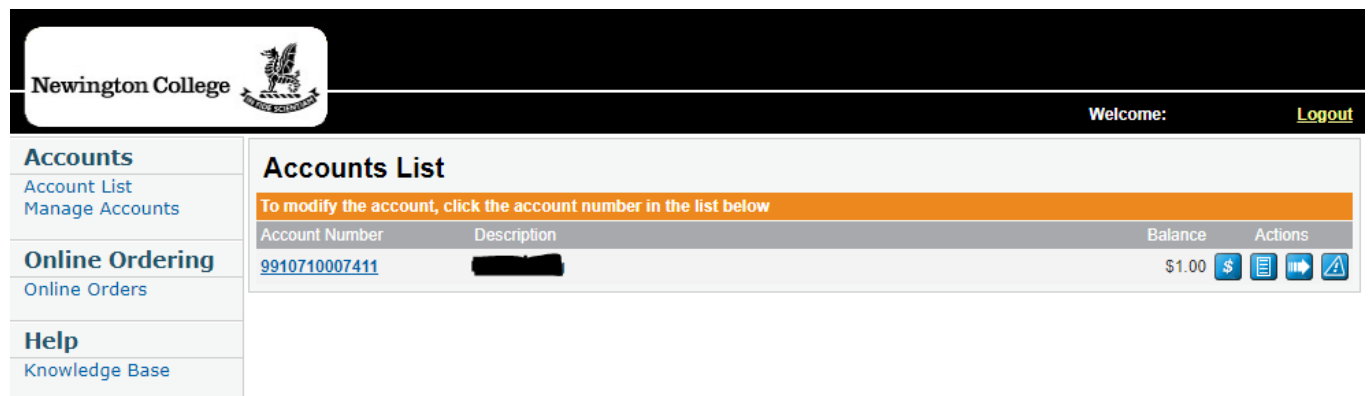 Newington College
IN FIDE SCIENTIAM
Welcome:
Logout
Accounts
Account List
Manage Accounts
Online Ordering
Online Orders
Help
Knowledge Base
Accounts List
To modify the account, click the account number in the list below
Account Number Description Balance Actions
9910710007411 $1.00 $